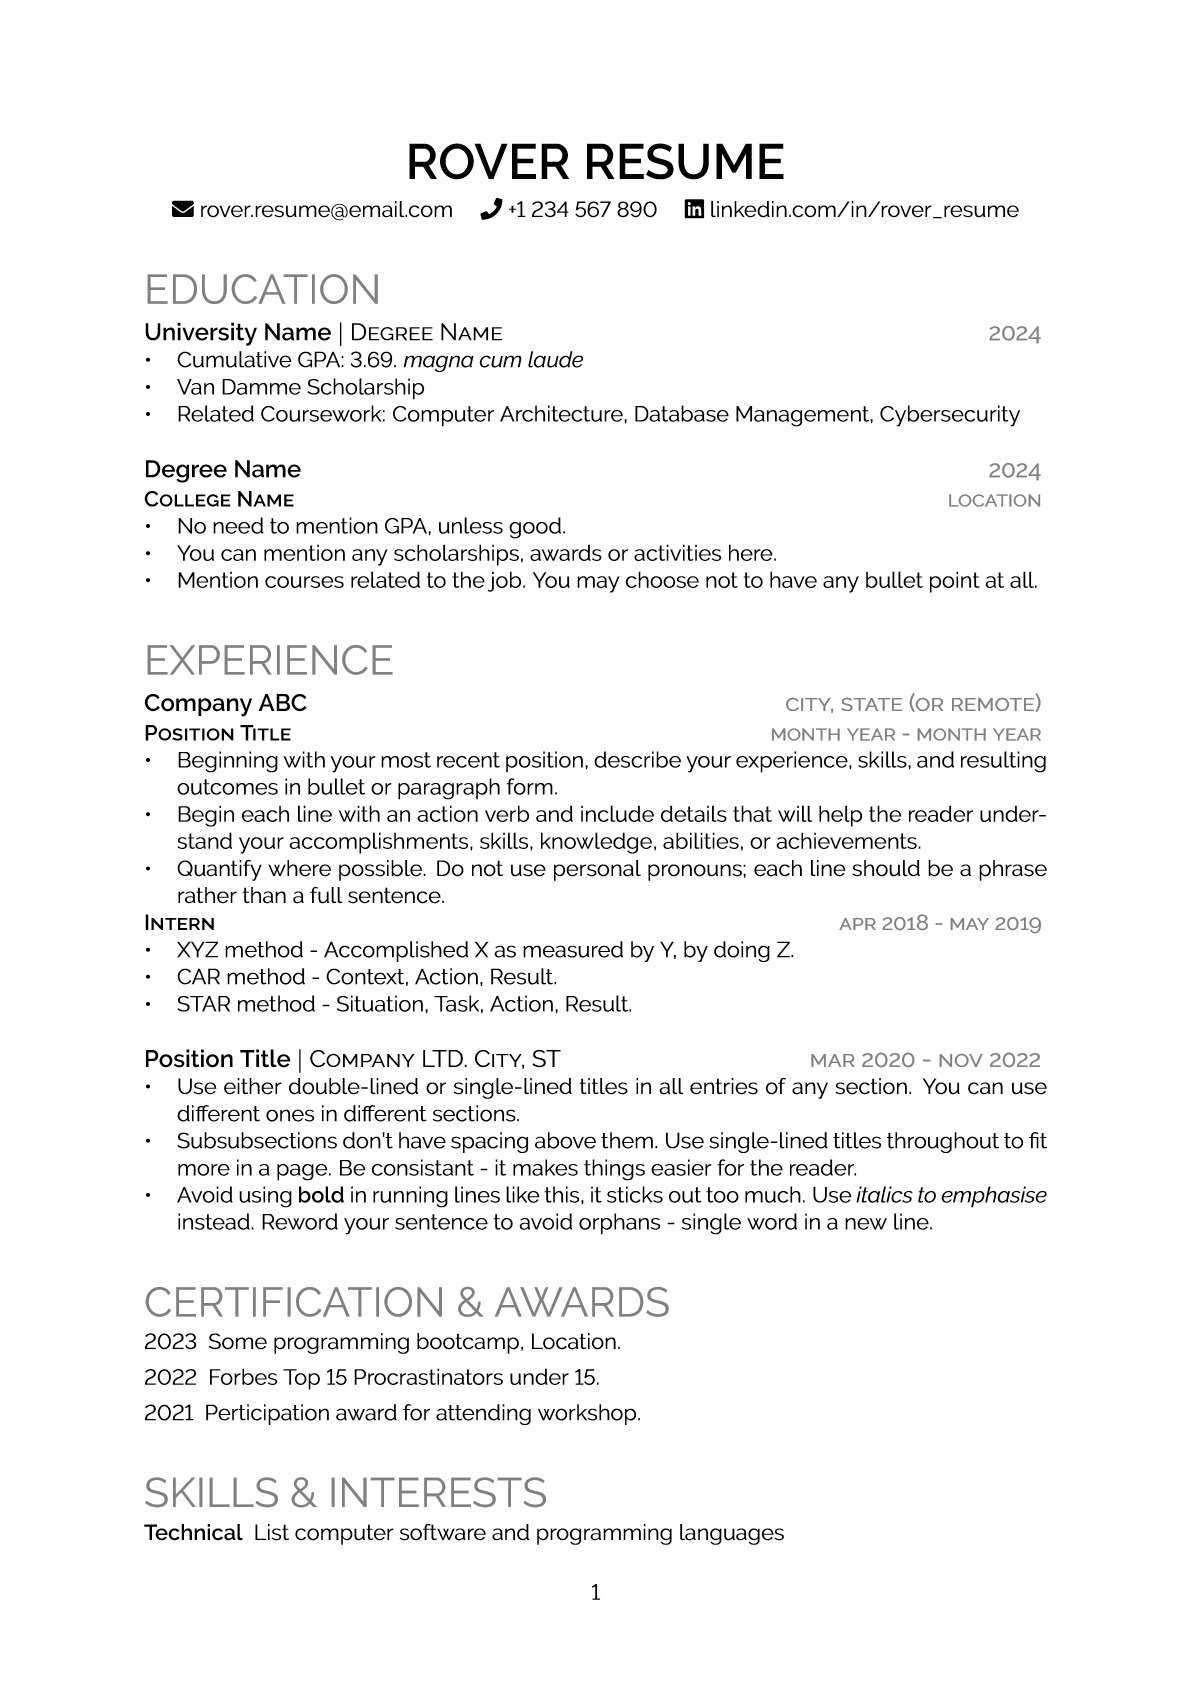 ROVER RESUME
rover.resume@email.com +1 234 567 890 linkedin.com/in/rover_resume
EDUCATION
University Name | DEGREE NAME 2024
• Cumulative GPA: 3.69. magna cum laude
• Van Damme Scholarship
• Related Coursework: Computer Architecture, Database Management, Cybersecurity
Degree Name 2024
COLLEGE NAME LOCATION
• No need to mention GPA, unless good.
• You can mention any scholarships, awards or activities here.
• Mention courses related to the job. You may choose not to have any bullet point at all.
EXPERIENCE
Company ABC CITY, STATE (OR REMOTE)
POSITION TITLE MONTH YEAR - MONTH YEAR
• Beginning with your most recent position, describe your experience, skills, and resulting
outcomes in bullet or paragraph form.
• Begin each line with an action verb and include details that will help the reader under-
stand your accomplishments, skills, knowledge, abilities, or achievements.
• Quantify where possible. Do not use personal pronouns; each line should be a phrase
rather than a full sentence.
INTERN APR 2018 - MAY 2019
• XYZ method - Accomplished X as measured by Y, by doing Z.
• CAR method - Context, Action, Result.
• STAR method - Situation, Task, Action, Result.
Position Title | COMPANY LTD. CITY, ST MAR 2020 - NOV 2022
• Use either double-lined or single-lined titles in all entries of any section. You can use
different ones in different sections.
• Subsubsections don't have spacing above them. Use single-lined titles throughout to fit
more in a page. Be consistant - it makes things easier for the reader.
• Avoid using bold in running lines like this, it sticks out too much. Use italics to emphasise
instead. Reword your sentence to avoid orphans - single word in a new line.
CERTIFICATION & AWARDS
2023 Some programming bootcamp, Location.
2022 Forbes Top 15 Procrastinators under 15.
2021 Perticipation award for attending workshop.
SKILLS & INTERESTS
Technical List computer software and programming languages
1